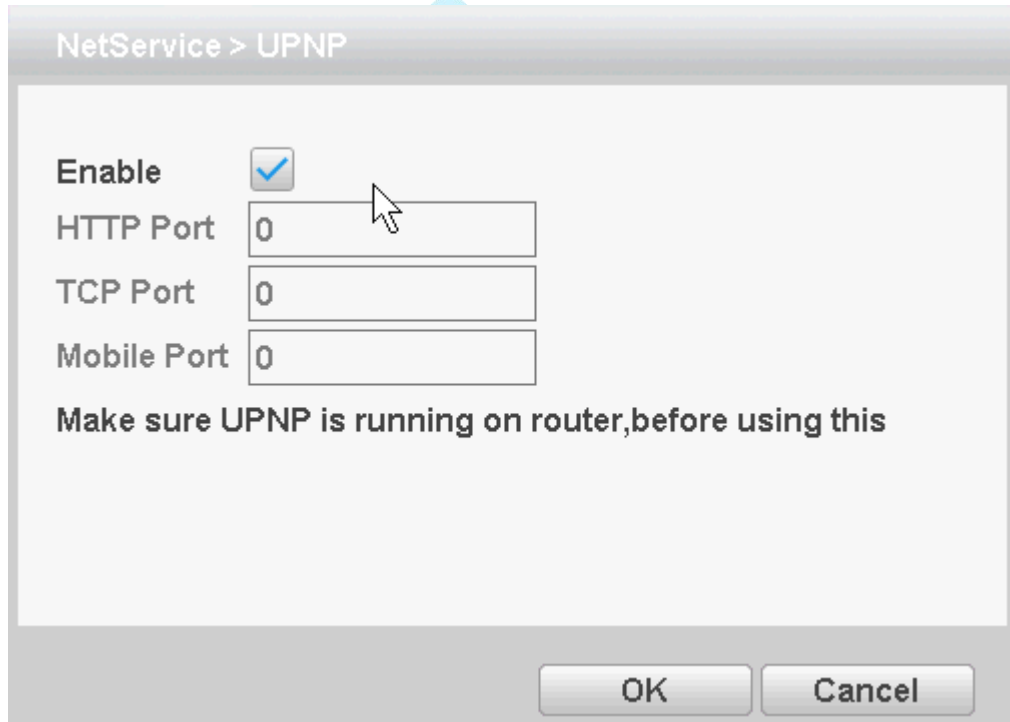 NetService > UPNP
Enable
HTTP Port 0
TCP Port 0
Mobile Port 0
Make sure UPNP is running on router,before using this
OK Cancel